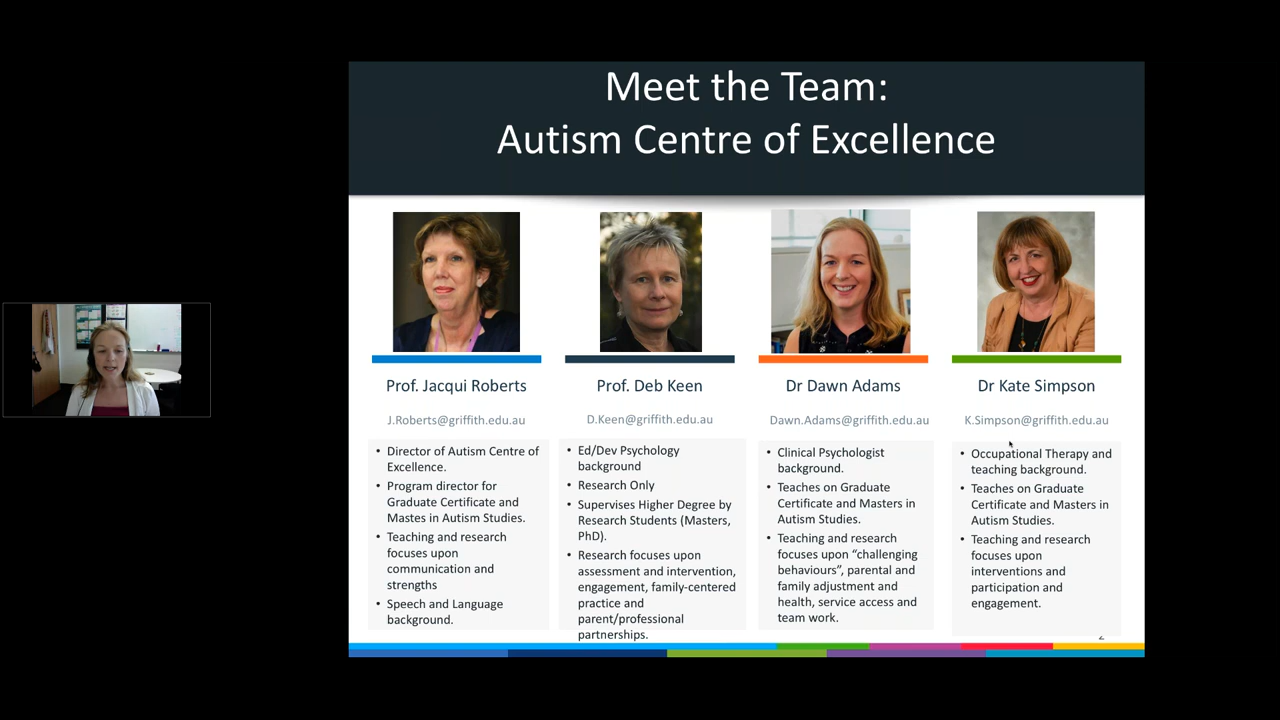 Meet the Team:
Autism Centre of Excellence
Prof. Jacqui Roberts
J.Roberts@griffith.edu.au
• Director of Autism Centre of
Excellence.
• Program director for
Graduate Certificate and
Mastes in Autism Studies.
• Teaching and research
focuses upon
communication and
strengths
• Speech and Language
background.
Prof. Deb Keen
D.Keen@griffith.edu.au
• Ed/Dev Psychology
background
• Research Only
• Supervises Higher Degree by
Research Students (Masters,
PhD).
• Research focuses upon
assessment and intervention,
engagement, family-centered
practice and
parent/professional
partnerships.
Dr Dawn Adams
Dawn.Adams@griffith.edu.au
• Clinical Psychologist
background.
• Teaches on Graduate
Certificate and Masters in
Autism Studies.
• Teaching and research
focuses upon “challenging
behaviours”, parental and
family adjustment and
health, service access and
team work.
Dr Kate Simpson
K.Simpson@griffith.edu.au
• Occupational Therapy and
teaching background.
• Teaches on Graduate
Certificate and Masters in
Autism Studies.
• Teaching and research
focuses upon
interventions and
participation and
engagement.
2